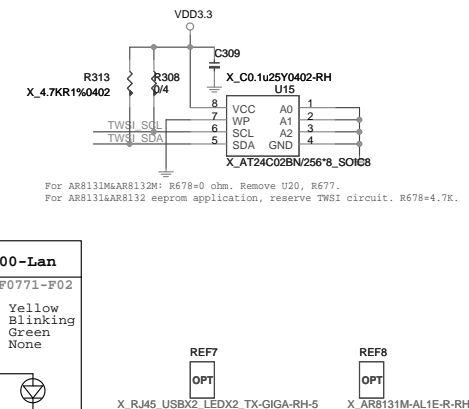 VDD3.3
C309
R313
X_4.7KR1%0402
R308
0/4
X_C0.1u25Y0402-RH
U15
8 VCC A0 1
7 WP A1 2
TWSI_SCL 6 SCL A2 3
TWSI_SDA 5 SDA GND 4
X_AT24C02BN/256*8_SOIC8
For AR8131M&AR8132M: R678=0 ohm. Remove U20, R677.
For AR8131&AR8132 eeprom application, reserve TWSI circuit. R678=4.7K.
00-Lan
F0771-F02
Yellow
Blinking
Green
None
REF7
OPT
X_RJ45_USBX2_LEDX2_TX-GIGA-RH-5
REF8
OPT
X_AR8131M-AL1E-R-RH